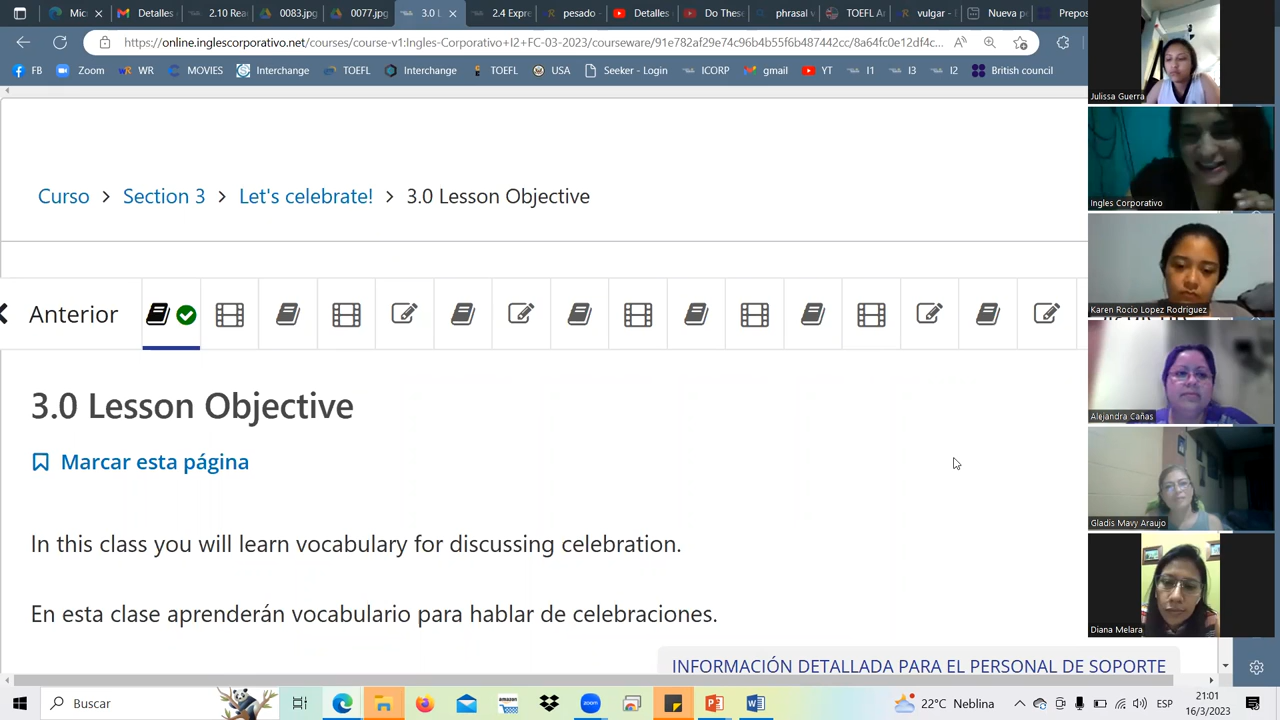 Mic
Detalles
2.10 Rea
0083.jpg
0077.jpg
3.0 L
2.4 Expre
pesado
Detalles
Do Thes
phrasal v
TOEFL Ar
vulgar - E
Nueva p
Prepos
https://online.inglescorporativo.net/courses/course-v1:Ingles-Corporativo+I2+FC-03-2023/courseware/91e782af29e74c96b4b55f6b487442cc/8a64fc0e12df4c...
FB
Zoom
WR
MOVIES
Interchange
TOEFL
Interchange
TOEFL
USA
Seeker - Login
ICORP
gmail
YT
I1
I3
I2
British council
Curso > Section 3 > Let's celebrate! > 3.0 Lesson Objective
Anterior
3.0 Lesson Objective
Marcar esta página
In this class you will learn vocabulary for discussing celebration.
En esta clase aprenderán vocabulario para hablar de celebraciones.
INFORMACIÓN DETALLADA PARA EL PERSONAL DE SOPORTE
Julissa Guerra
Ingles Corporativo
Karen Rocio Lopez Rodriguez
Alejandra Cañas
Gladis Mavy Araujo
Diana Melara
Buscar
22°C Neblina
ESP
21:01
16/3/2023